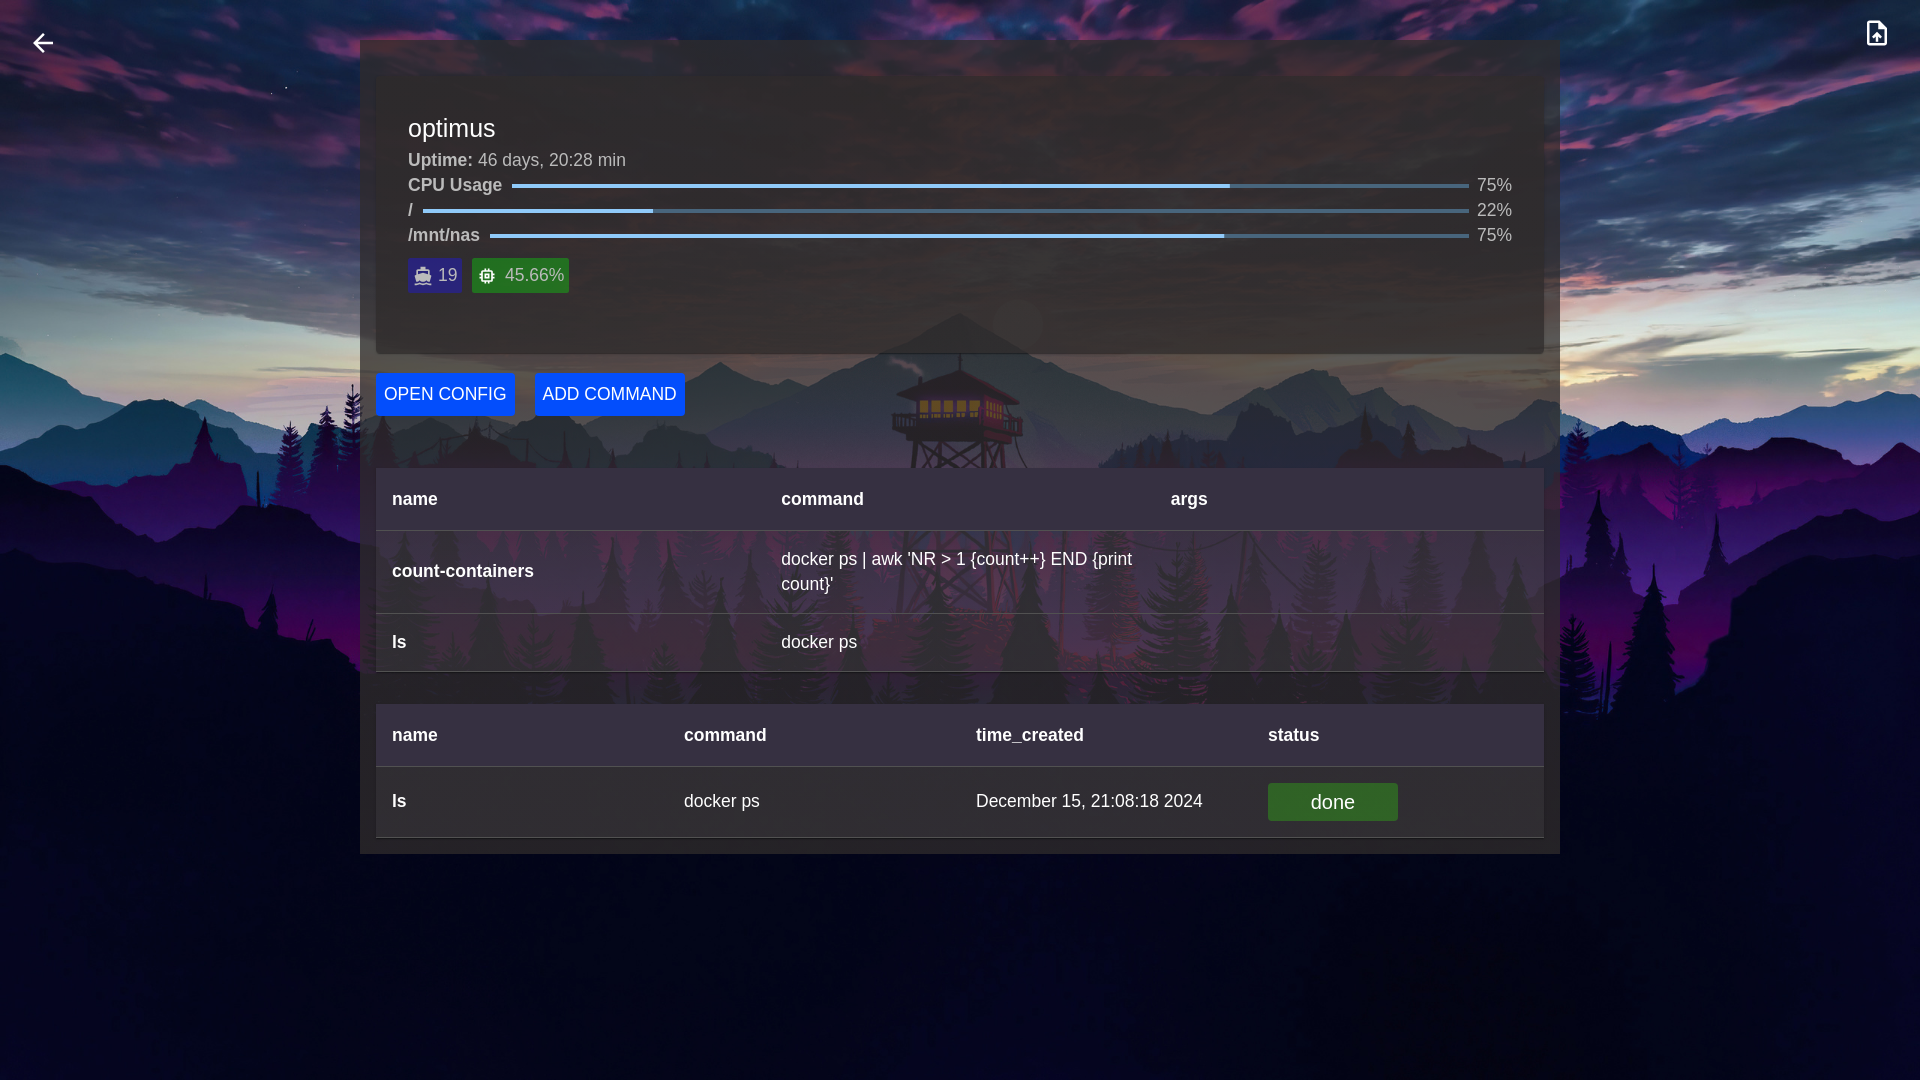 optimus
Uptime: 46 days, 20:28 min
CPU Usage 75%
/ 22%
/mnt/nas 75%
19 45.66%
OPEN CONFIG ADD COMMAND
name command args
count-containers docker ps | awk 'NR > 1 {count++} END {print
count}'
ls docker ps
name command time_created status
ls docker ps December 15, 21:08:18 2024 done